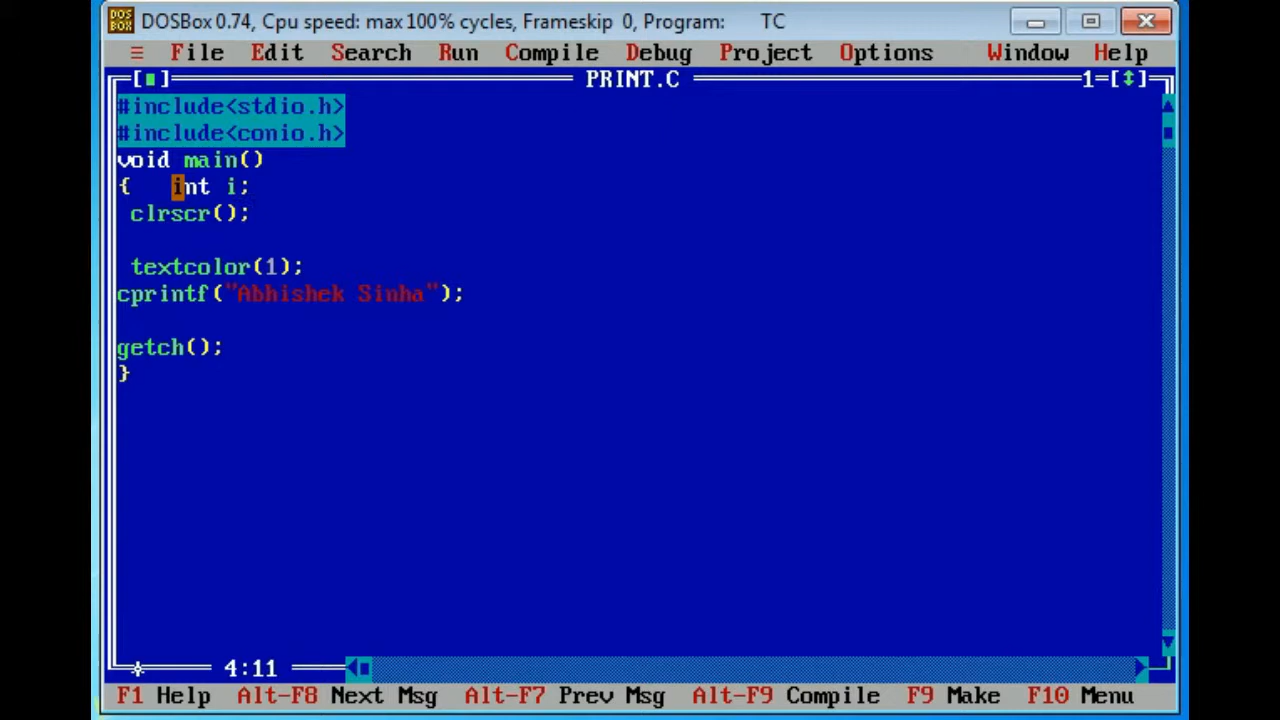 DOSBox 0.74, Cpu speed: max 100% cycles, Frameskip 0, Program: TC
≡ File Edit Search Run Compile Debug Project Options Window Help
[■] PRINT.C 1=[↕]
#include<stdio.h>
#include<conio.h>
void main()
{   int i;
 clrscr();
 textcolor(1);
cprintf("Abhishek Sinha");
getch();
}
4:11
F1 Help Alt-F8 Next Msg Alt-F7 Prev Msg Alt-F9 Compile F9 Make F10 Menu